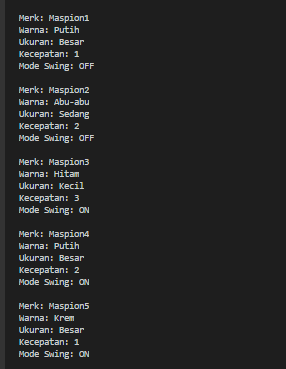 Merk: Maspion1
Warna: Putih
Ukuran: Besar
Kecepatan: 1
Mode Swing: OFF

Merk: Maspion2
Warna: Abu-abu
Ukuran: Sedang
Kecepatan: 2
Mode Swing: OFF

Merk: Maspion3
Warna: Hitam
Ukuran: Kecil
Kecepatan: 3
Mode Swing: ON

Merk: Maspion4
Warna: Putih
Ukuran: Besar
Kecepatan: 2
Mode Swing: ON

Merk: Maspion5
Warna: Krem
Ukuran: Besar
Kecepatan: 1
Mode Swing: ON